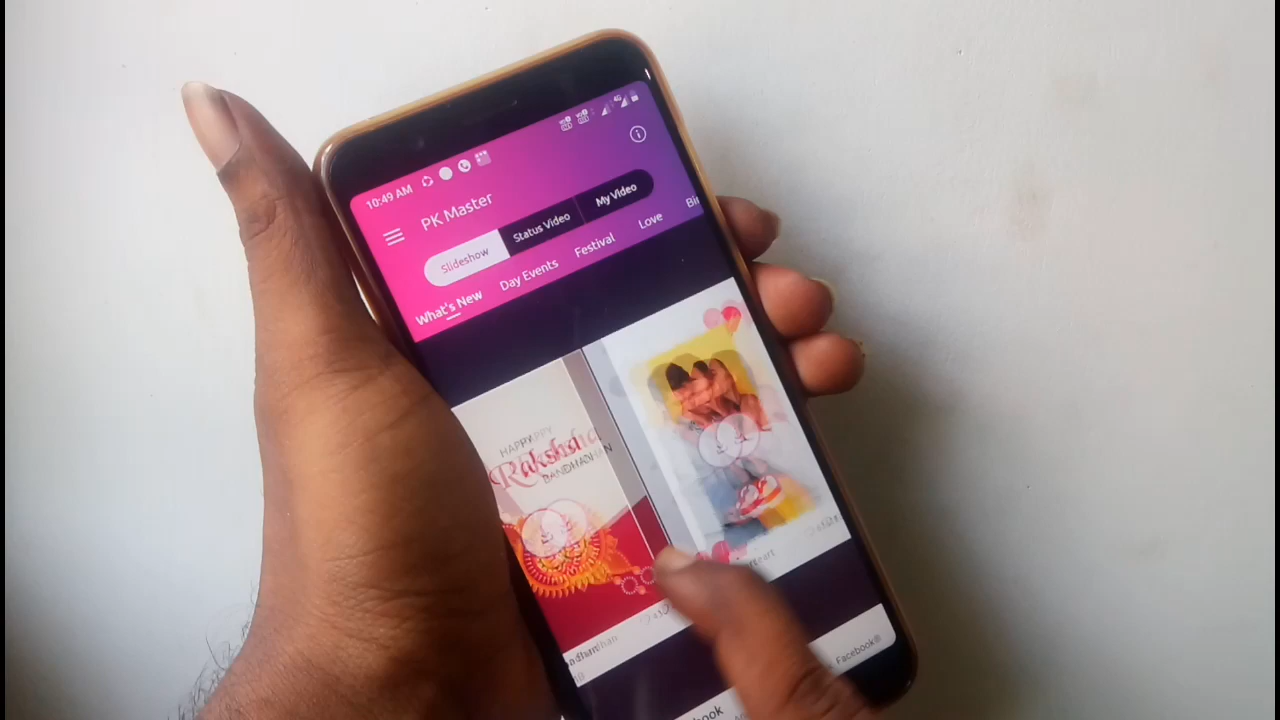 10:49 AM
4G
PK Master
Slideshow Status Video My Video
What's New Day Events Festival Love
HAPPY
Raksha
BANDHAN
Facebook®